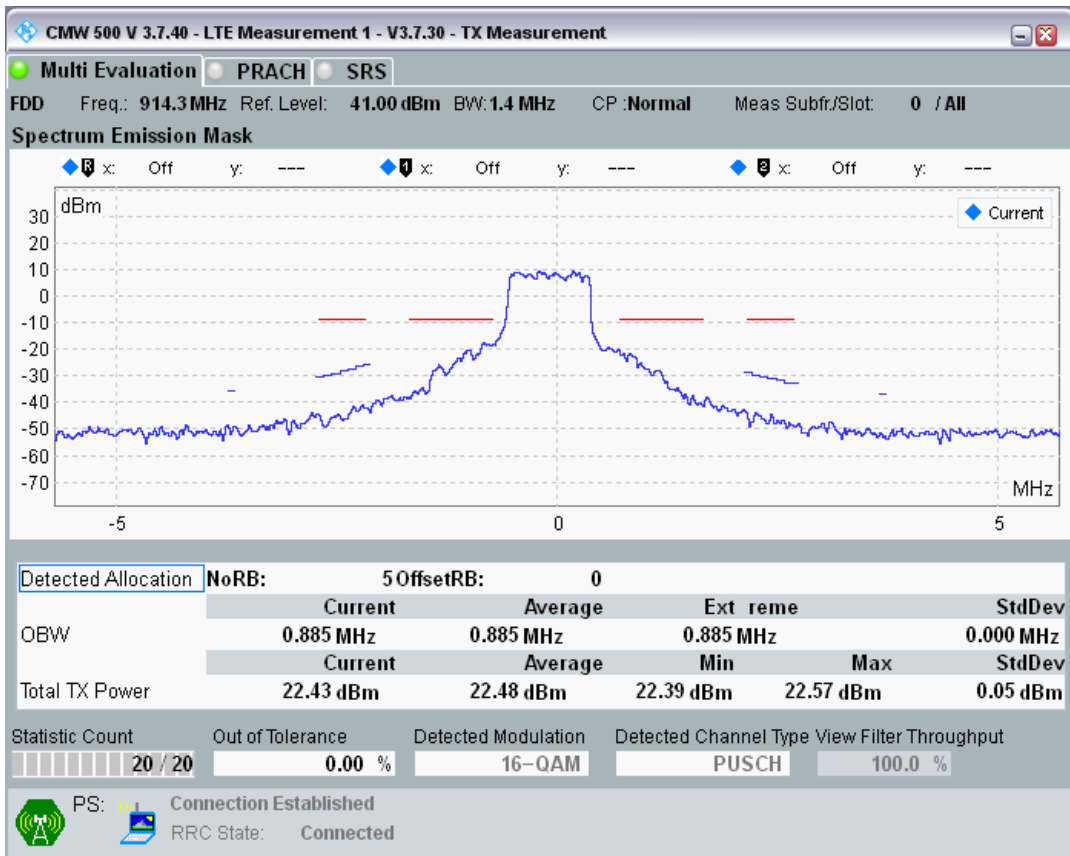 CMW 500 V 3.7.40 - LTE Measurement 1 - V3.7.30 - TX Measurement
Multi Evaluation PRACH SRS
FDD Freq.: 914.3 MHz Ref. Level: 41.00 dBm BW: 1.4 MHz CP :Normal Meas Subfr./Slot: 0 / All
Spectrum Emission Mask
R x: Off y: --- 1 x: Off y: --- 2 x: Off y: ---
dBm
Current
30
20
10
0
-10
-20
-30
-40
-50
-60
-70
MHz
-5 0 5
Detected Allocation NoRB: 5 OffsetRB: 0
Current Average Ext reme StdDev
OBW 0.885 MHz 0.885 MHz 0.885 MHz 0.000 MHz
Current Average Min Max StdDev
Total TX Power 22.43 dBm 22.48 dBm 22.39 dBm 22.57 dBm 0.05 dBm
Statistic Count Out of Tolerance Detected Modulation Detected Channel Type View Filter Throughput
20 / 20 0.00 % 16-QAM PUSCH 100.0 %
PS: Connection Established
RRC State: Connected